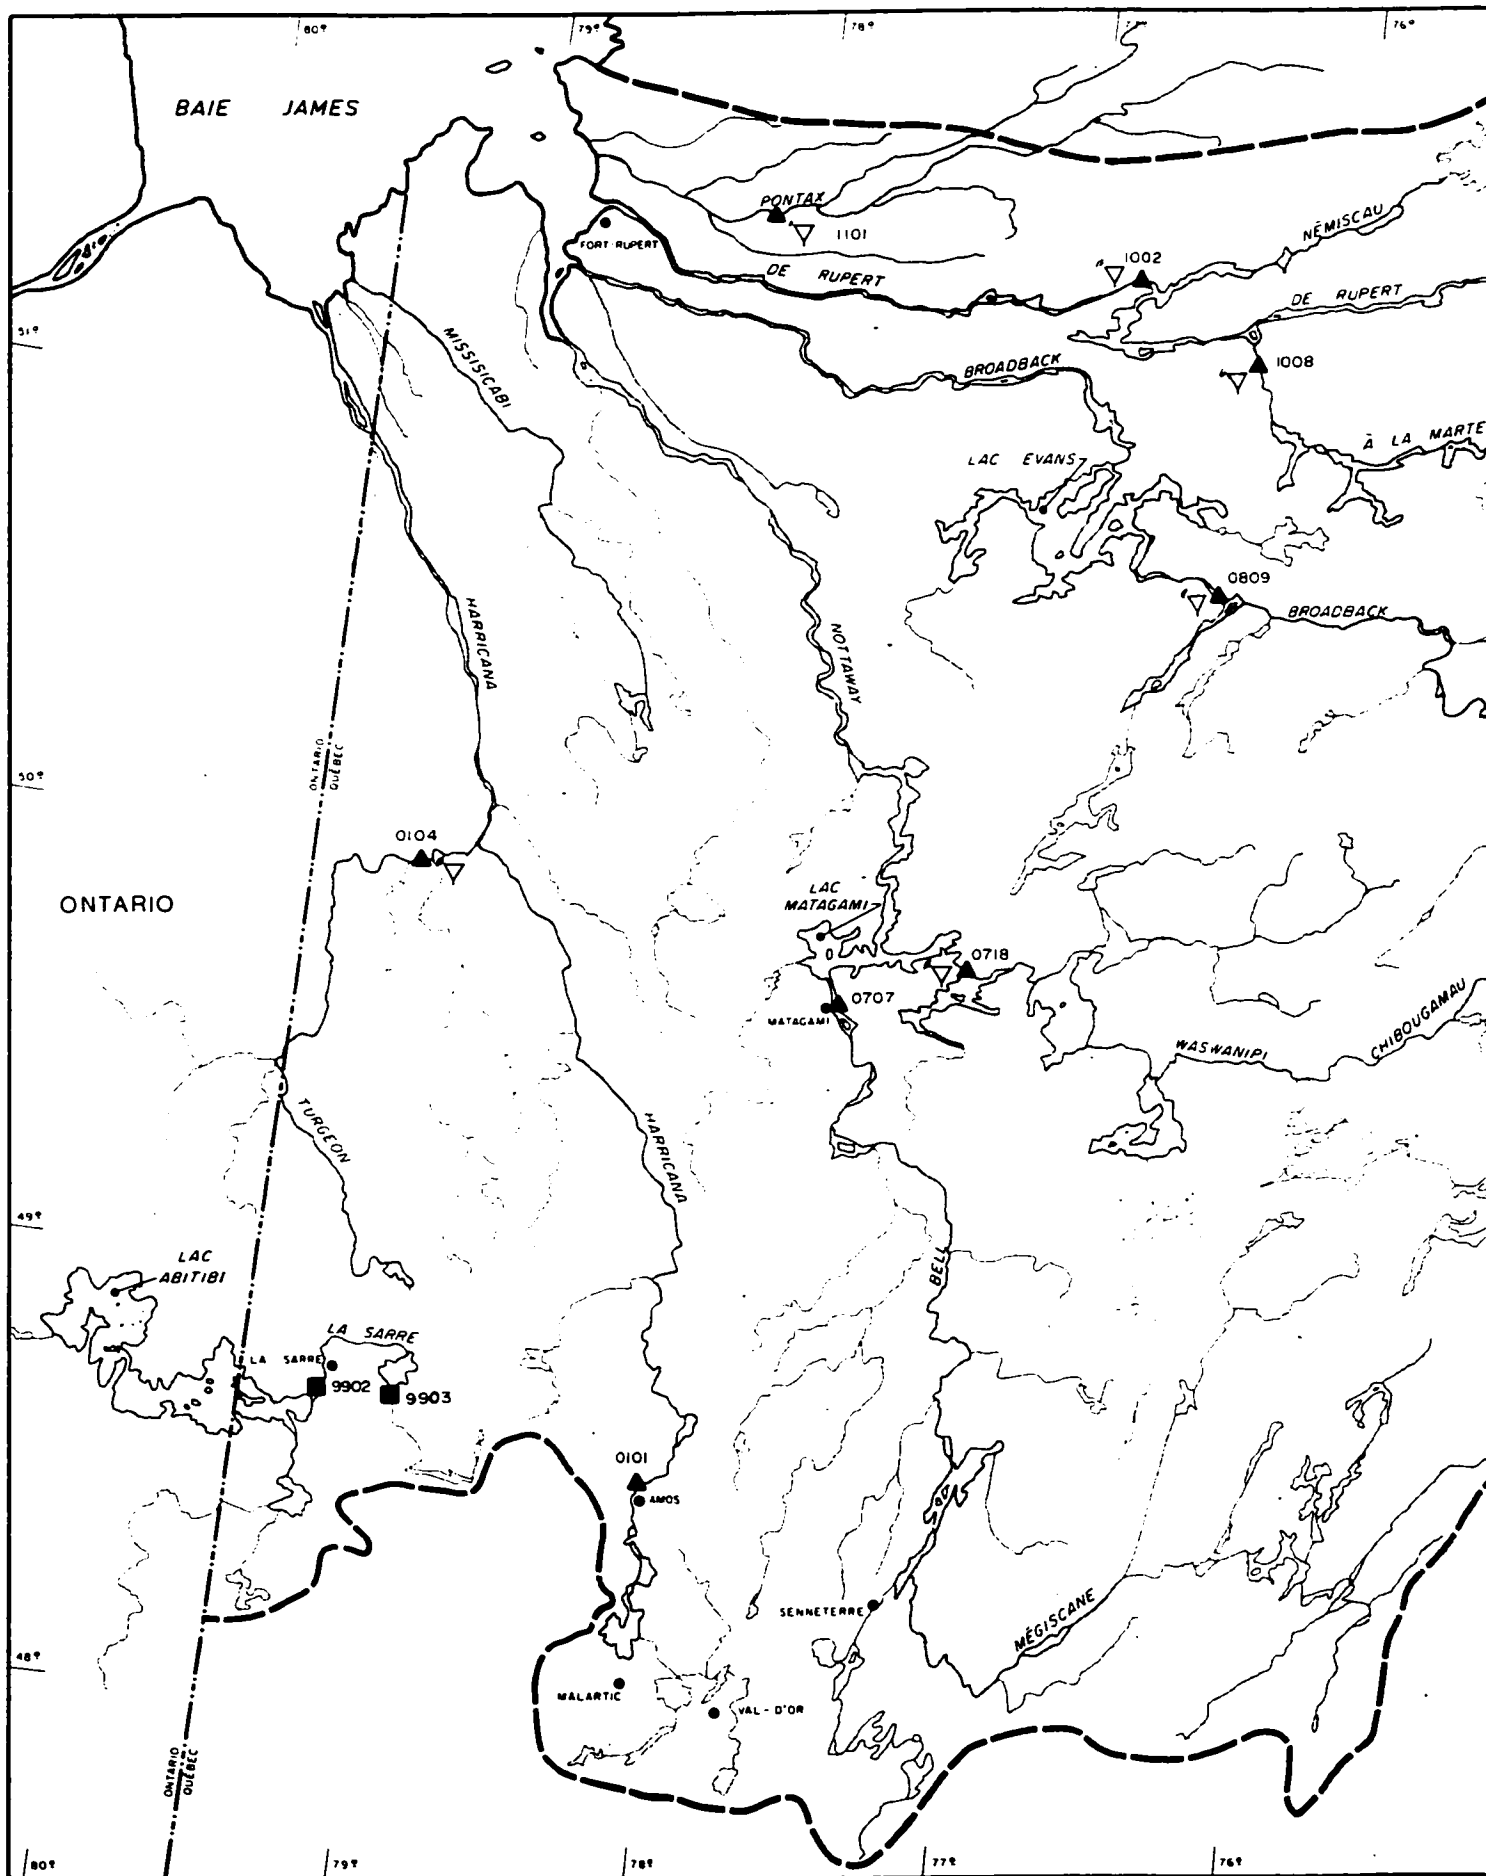 80°
79°
78°
76°
BAIE JAMES
PONTAX
1101
FORT-RUPERT
DE RUPERT
1002
NÉMISCAU
DE RUPERT
51°
MISSISICABI
BROADBACK
1008
À LA MARTE
LAC EVANS
0809
BROADBACK
HARRICANA
NOTTAWAY
ONTARIO
QUÉBEC
50°
0104
ONTARIO
LAC
MATAGAMI
0718
0707
MATAGAMI
WASWANIPI
CHIBOUGAMAU
TURGEON
HARRICANA
49°
LAC
ABITIBI
BELL
LA SARRE
LA SARRE
9902
9903
0101
AMOS
SENNETERRE
MÉGISCANE
48°
MALARTIC
VAL-D'OR
ONTARIO
QUÉBEC
80°
79°
78°
77°
76°